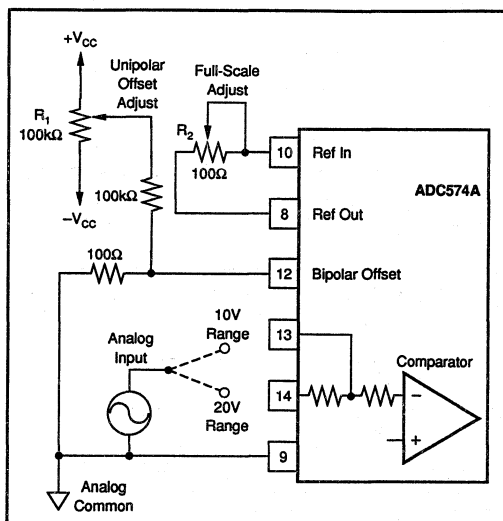 +VCC
Unipolar
Offset
Adjust
Full-Scale
Adjust
R1
100kΩ
R2
100Ω
10 Ref In
ADC574A
100kΩ
8 Ref Out
–VCC
100Ω
12 Bipolar Offset
10V
Range
13
Analog
Input
Comparator
14
–
20V
Range
+
9
Analog
Common